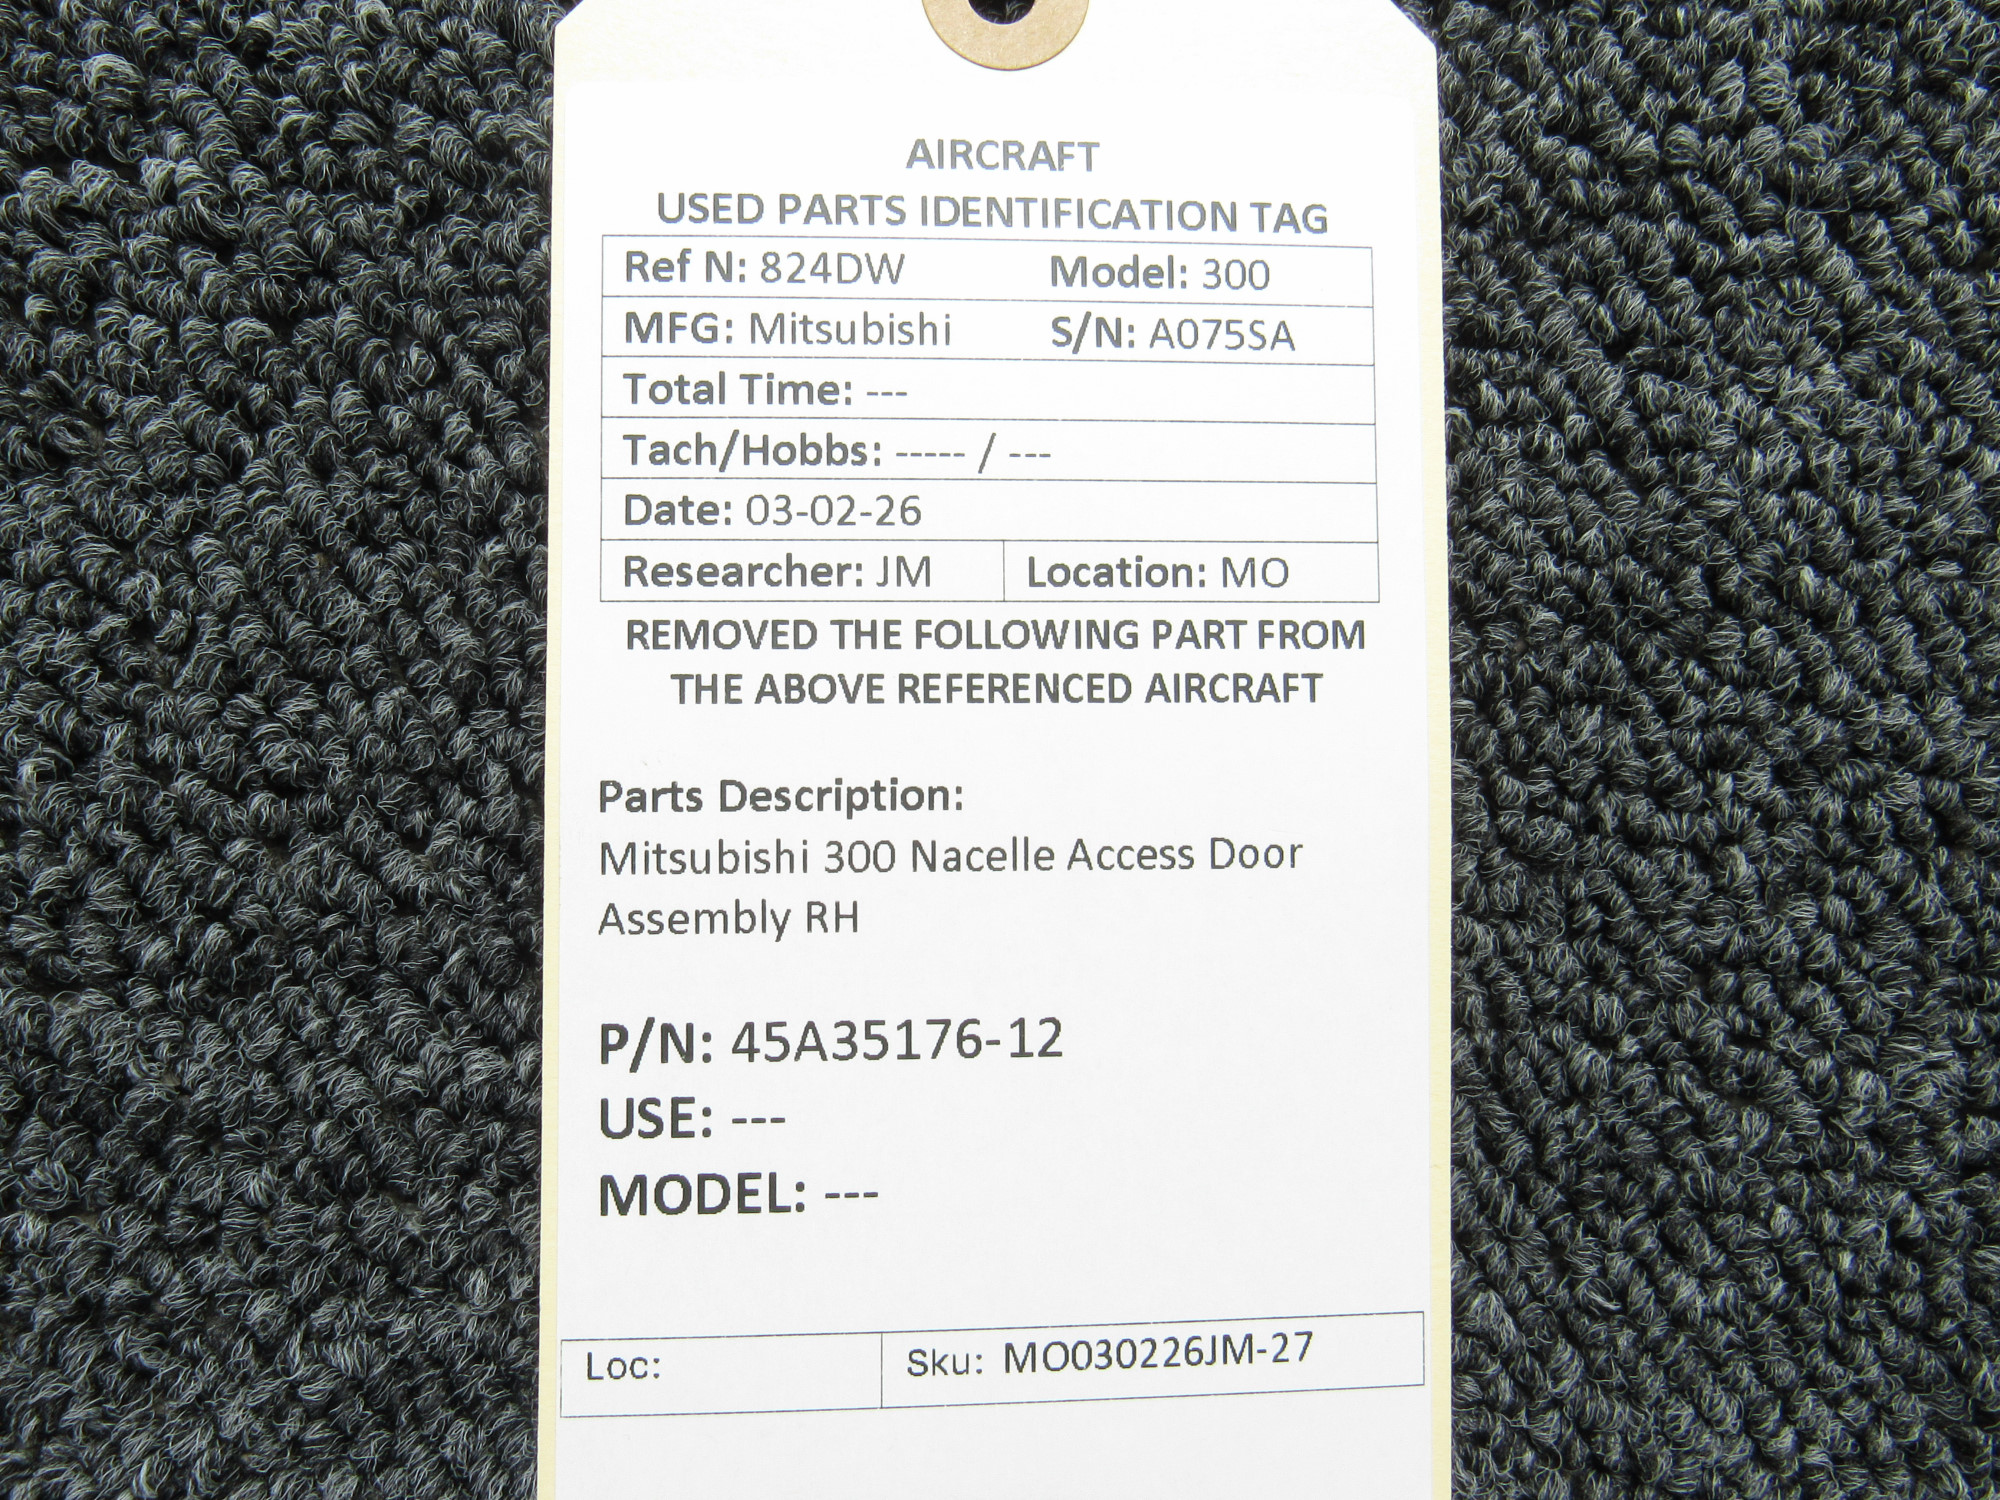 AIRCRAFT
USED PARTS IDENTIFICATION TAG
Ref N: 824DW Model: 300
MFG: Mitsubishi S/N: A075SA
Total Time: ---
Tach/Hobbs: ----- / ---
Date: 03-02-26
Researcher: JM Location: MO
REMOVED THE FOLLOWING PART FROM
THE ABOVE REFERENCED AIRCRAFT
Parts Description:
Mitsubishi 300 Nacelle Access Door
Assembly RH
P/N: 45A35176-12
USE: ---
MODEL: ---
Loc: Sku: MO030226JM-27